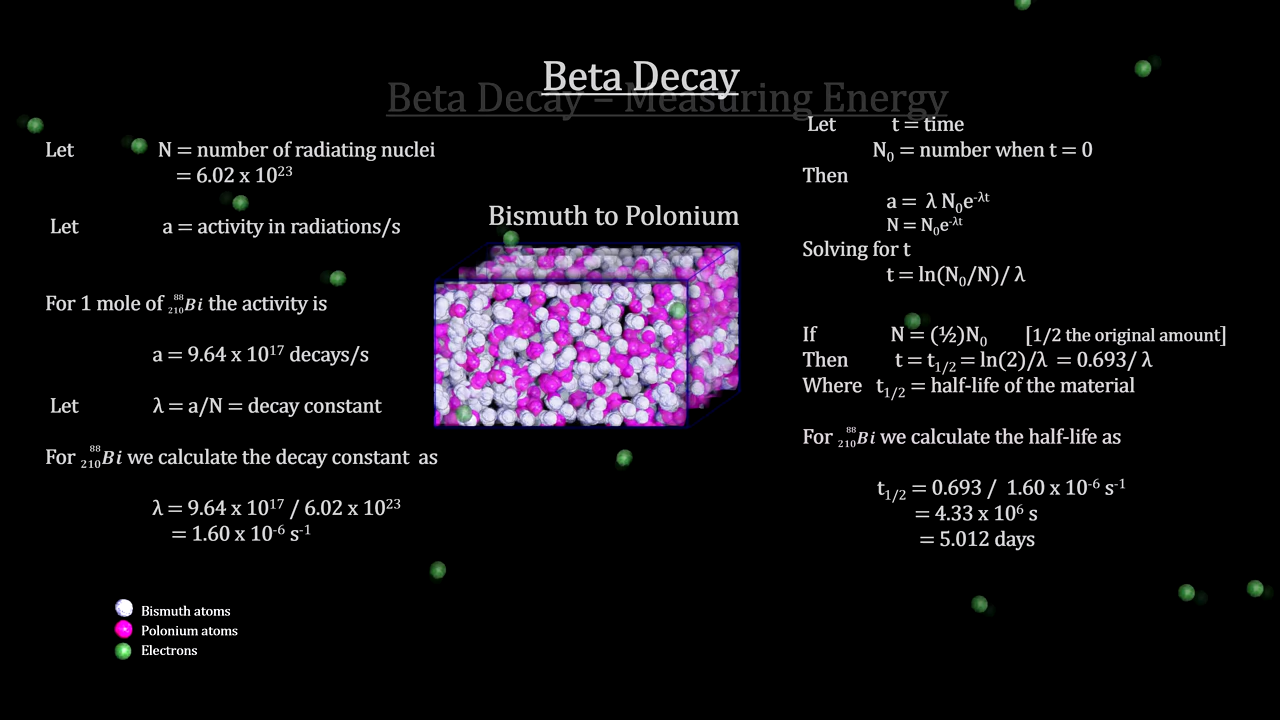 Beta Decay
Beta Decay – Measuring Energy
Let N = number of radiating nuclei
= 6.02 x 10²³
Let a = activity in radiations/s
For 1 mole of ⁸⁸₂₁₀Bi the activity is
a = 9.64 x 10¹⁷ decays/s
Let λ = a/N = decay constant
For ⁸⁸₂₁₀Bi we calculate the decay constant as
λ = 9.64 x 10¹⁷ / 6.02 x 10²³
= 1.60 x 10⁻⁶ s⁻¹
Bismuth to Polonium
Let t = time
N₀ = number when t = 0
Then
a = λ N₀e⁻λᵗ
N = N₀e⁻λᵗ
Solving for t
t = ln(N₀/N)/ λ
If N = (½)N₀ [1/2 the original amount]
Then t = t₁/₂ = ln(2)/λ = 0.693/ λ
Where t₁/₂ = half-life of the material
For ⁸⁸₂₁₀Bi we calculate the half-life as
t₁/₂ = 0.693 / 1.60 x 10⁻⁶ s⁻¹
= 4.33 x 10⁶ s
= 5.012 days
Bismuth atoms
Polonium atoms
Electrons